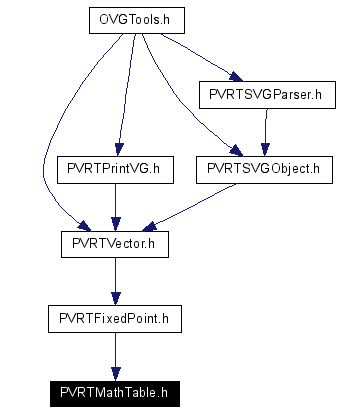 OVGTools.h
PVRTSVGParser.h
PVRTPrintVG.h
PVRTSVGObject.h
PVRTVector.h
PVRTFixedPoint.h
PVRTMathTable.h